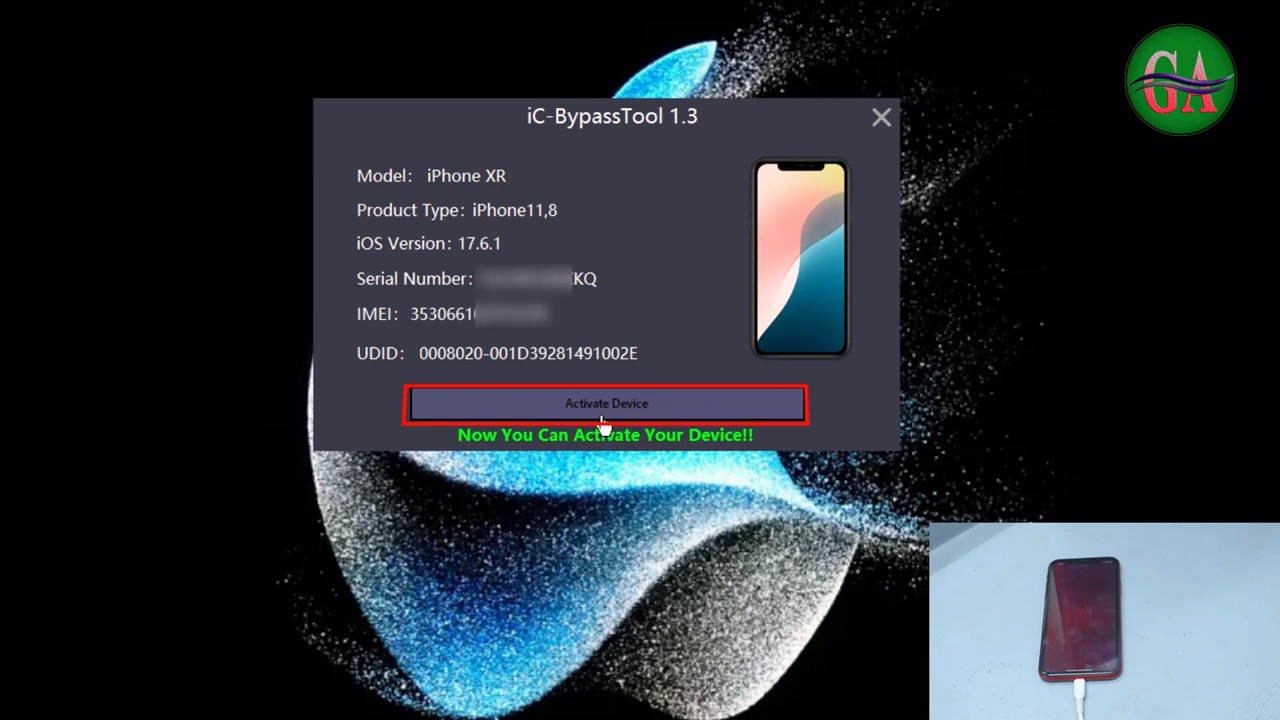 GA
iC-BypassTool 1.3
Model: iPhone XR
Product Type: iPhone11,8
iOS Version: 17.6.1
Serial Number: KQ
IMEI: 3530661
UDID: 0008020-001D39281491002E
Activate Device
Now You Can Activate Your Device!!